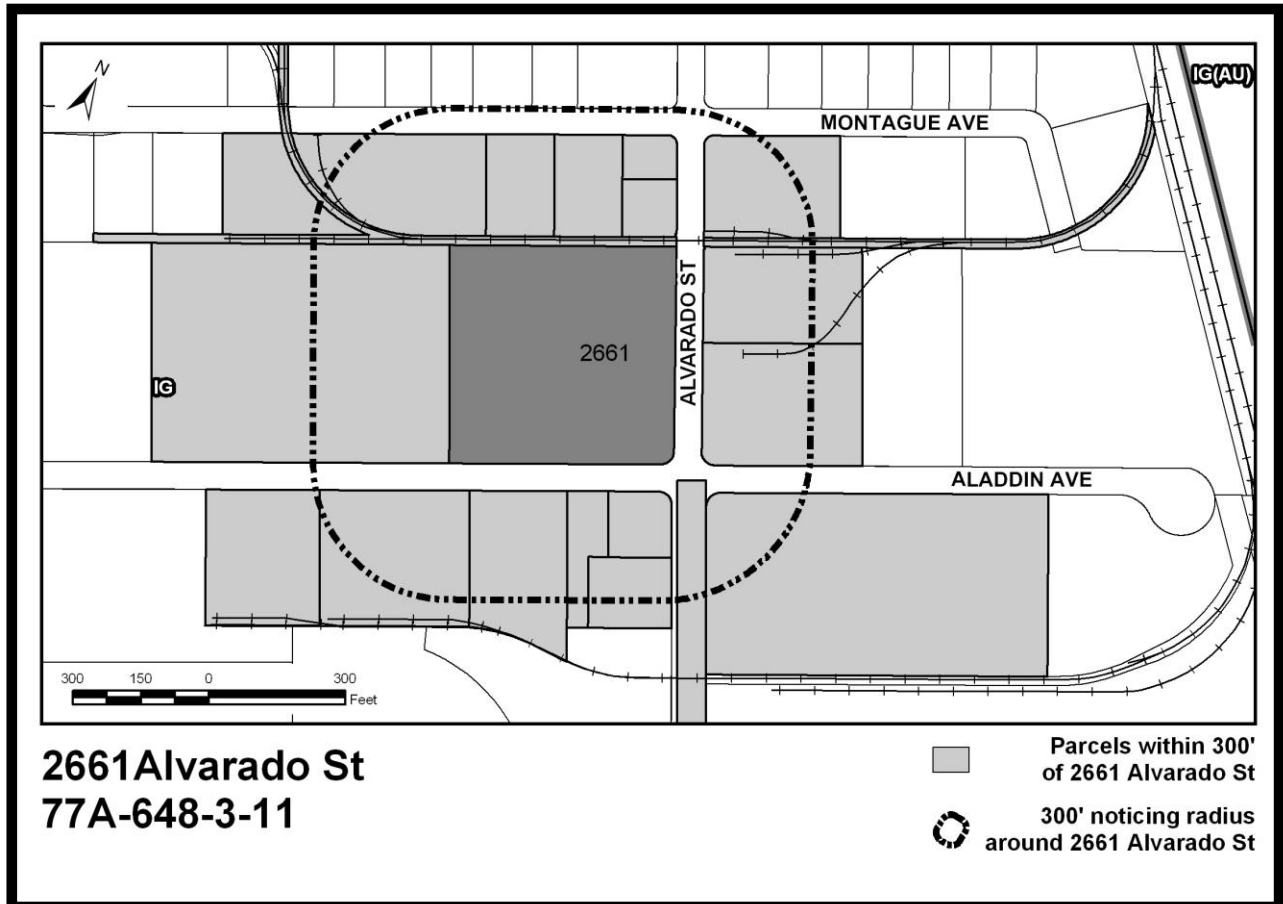 N
IG(AU)
MONTAGUE AVE
ALVARADO ST
2661
IG
ALADDIN AVE
300 150 0 300
Feet
2661Alvarado St
77A-648-3-11
Parcels within 300'
of 2661 Alvarado St
300' noticing radius
around 2661 Alvarado St